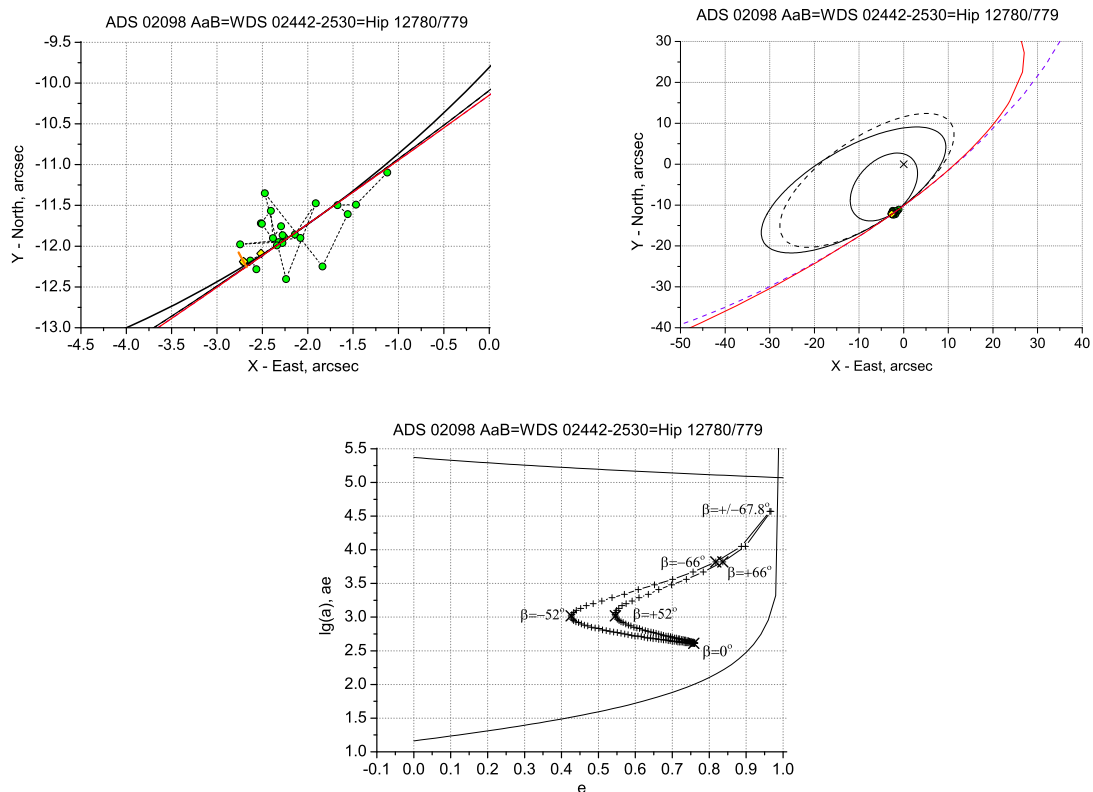 ADS 02098 AaB=WDS 02442-2530=Hip 12780/779
-9.5
-10.0
-10.5
-11.0
-11.5
-12.0
-12.5
-13.0
Y - North, arcsec
-4.5 -4.0 -3.5 -3.0 -2.5 -2.0 -1.5 -1.0 -0.5 0.0
X - East, arcsec
ADS 02098 AaB=WDS 02442-2530=Hip 12780/779
30
20
10
0
-10
-20
-30
-40
Y - North, arcsec
-50 -40 -30 -20 -10 0 10 20 30 40
X - East, arcsec
ADS 02098 AaB=WDS 02442-2530=Hip 12780/779
5.5
5.0
4.5
4.0
3.5
3.0
2.5
2.0
1.5
1.0
lg(a), ae
β=+/−67.8°
β=−66°
β=+66°
β=−52°
β=+52°
β=0°
-0.1 0.0 0.1 0.2 0.3 0.4 0.5 0.6 0.7 0.8 0.9 1.0
e